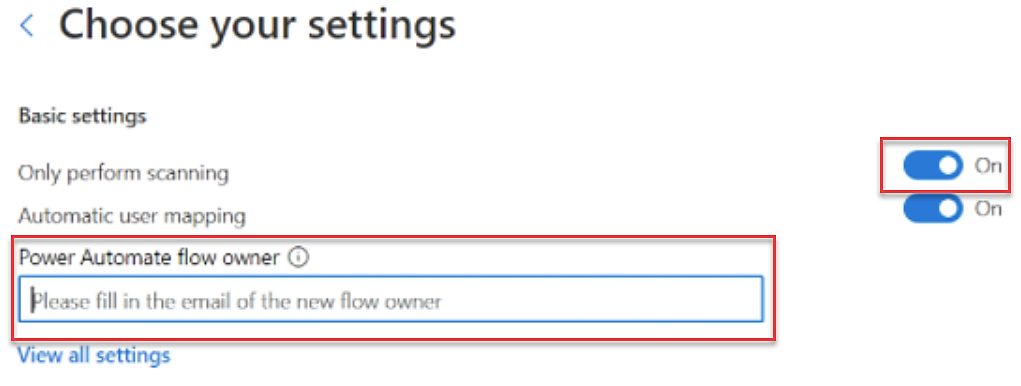 Choose your settings
Basic settings
Only perform scanning On
Automatic user mapping On
Power Automate flow owner
Please fill in the email of the new flow owner
View all settings